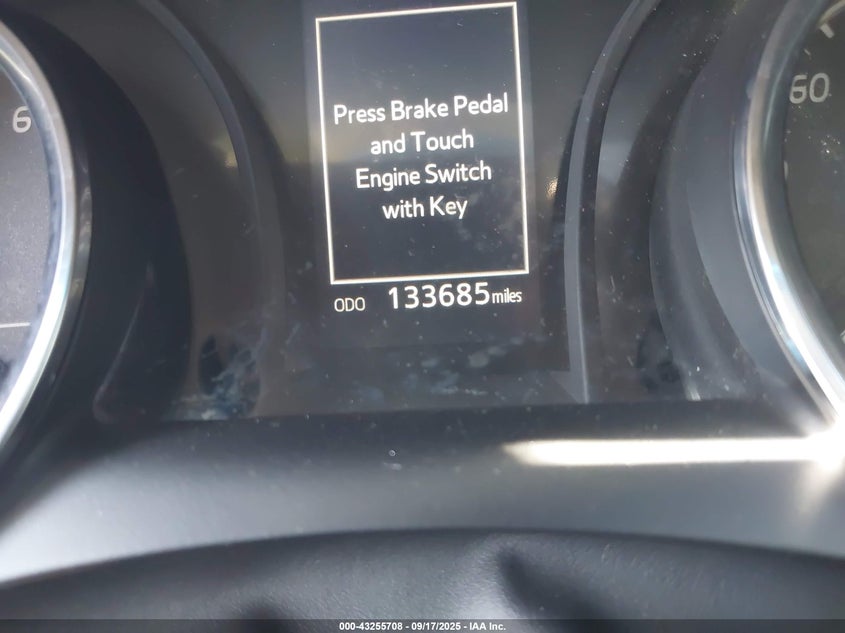 6
60
Press Brake Pedal
and Touch
Engine Switch
with Key
ODO 133685 miles
000-43255708 - 09/17/2025 - IAA Inc.